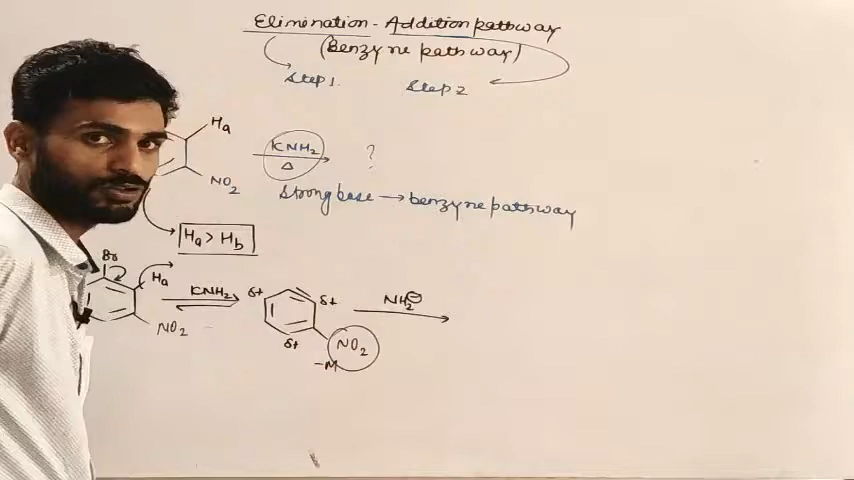 Elimination - Addition pathway
(Benzyne pathway)
Step 1.
Step 2
Ha
NO2
KNH2
Δ
?
Strong base → benzyne pathway
Ha > Hb
Br
Ha
NO2
KNH2
δ+
δ+
δ+
NO2
-M
NH2⊖